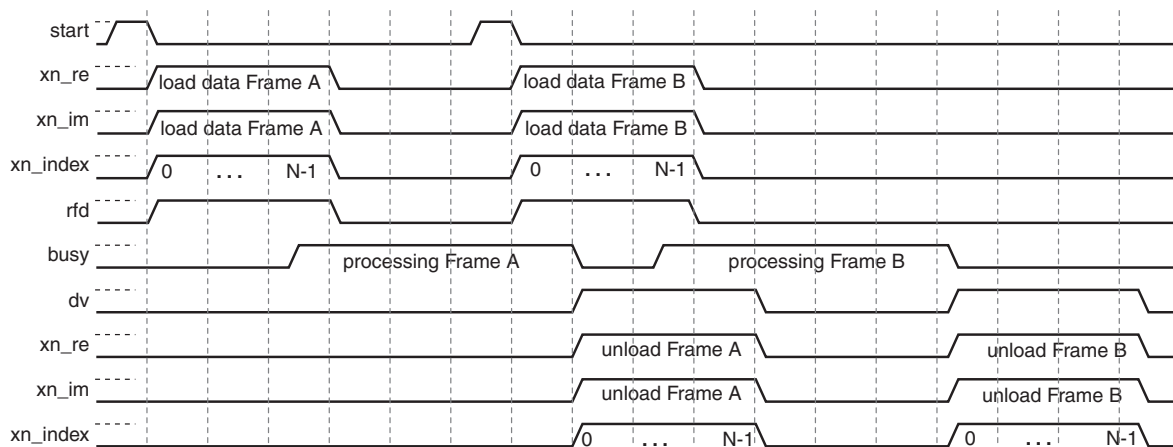 start
xn_re load data Frame A load data Frame B
xn_im load data Frame A load data Frame B
xn_index 0 ... N-1 0 ... N-1
rfd
busy processing Frame A processing Frame B
dv
xn_re unload Frame A unload Frame B
xn_im unload Frame A unload Frame B
xn_index 0 ... N-1 0 ... N-1